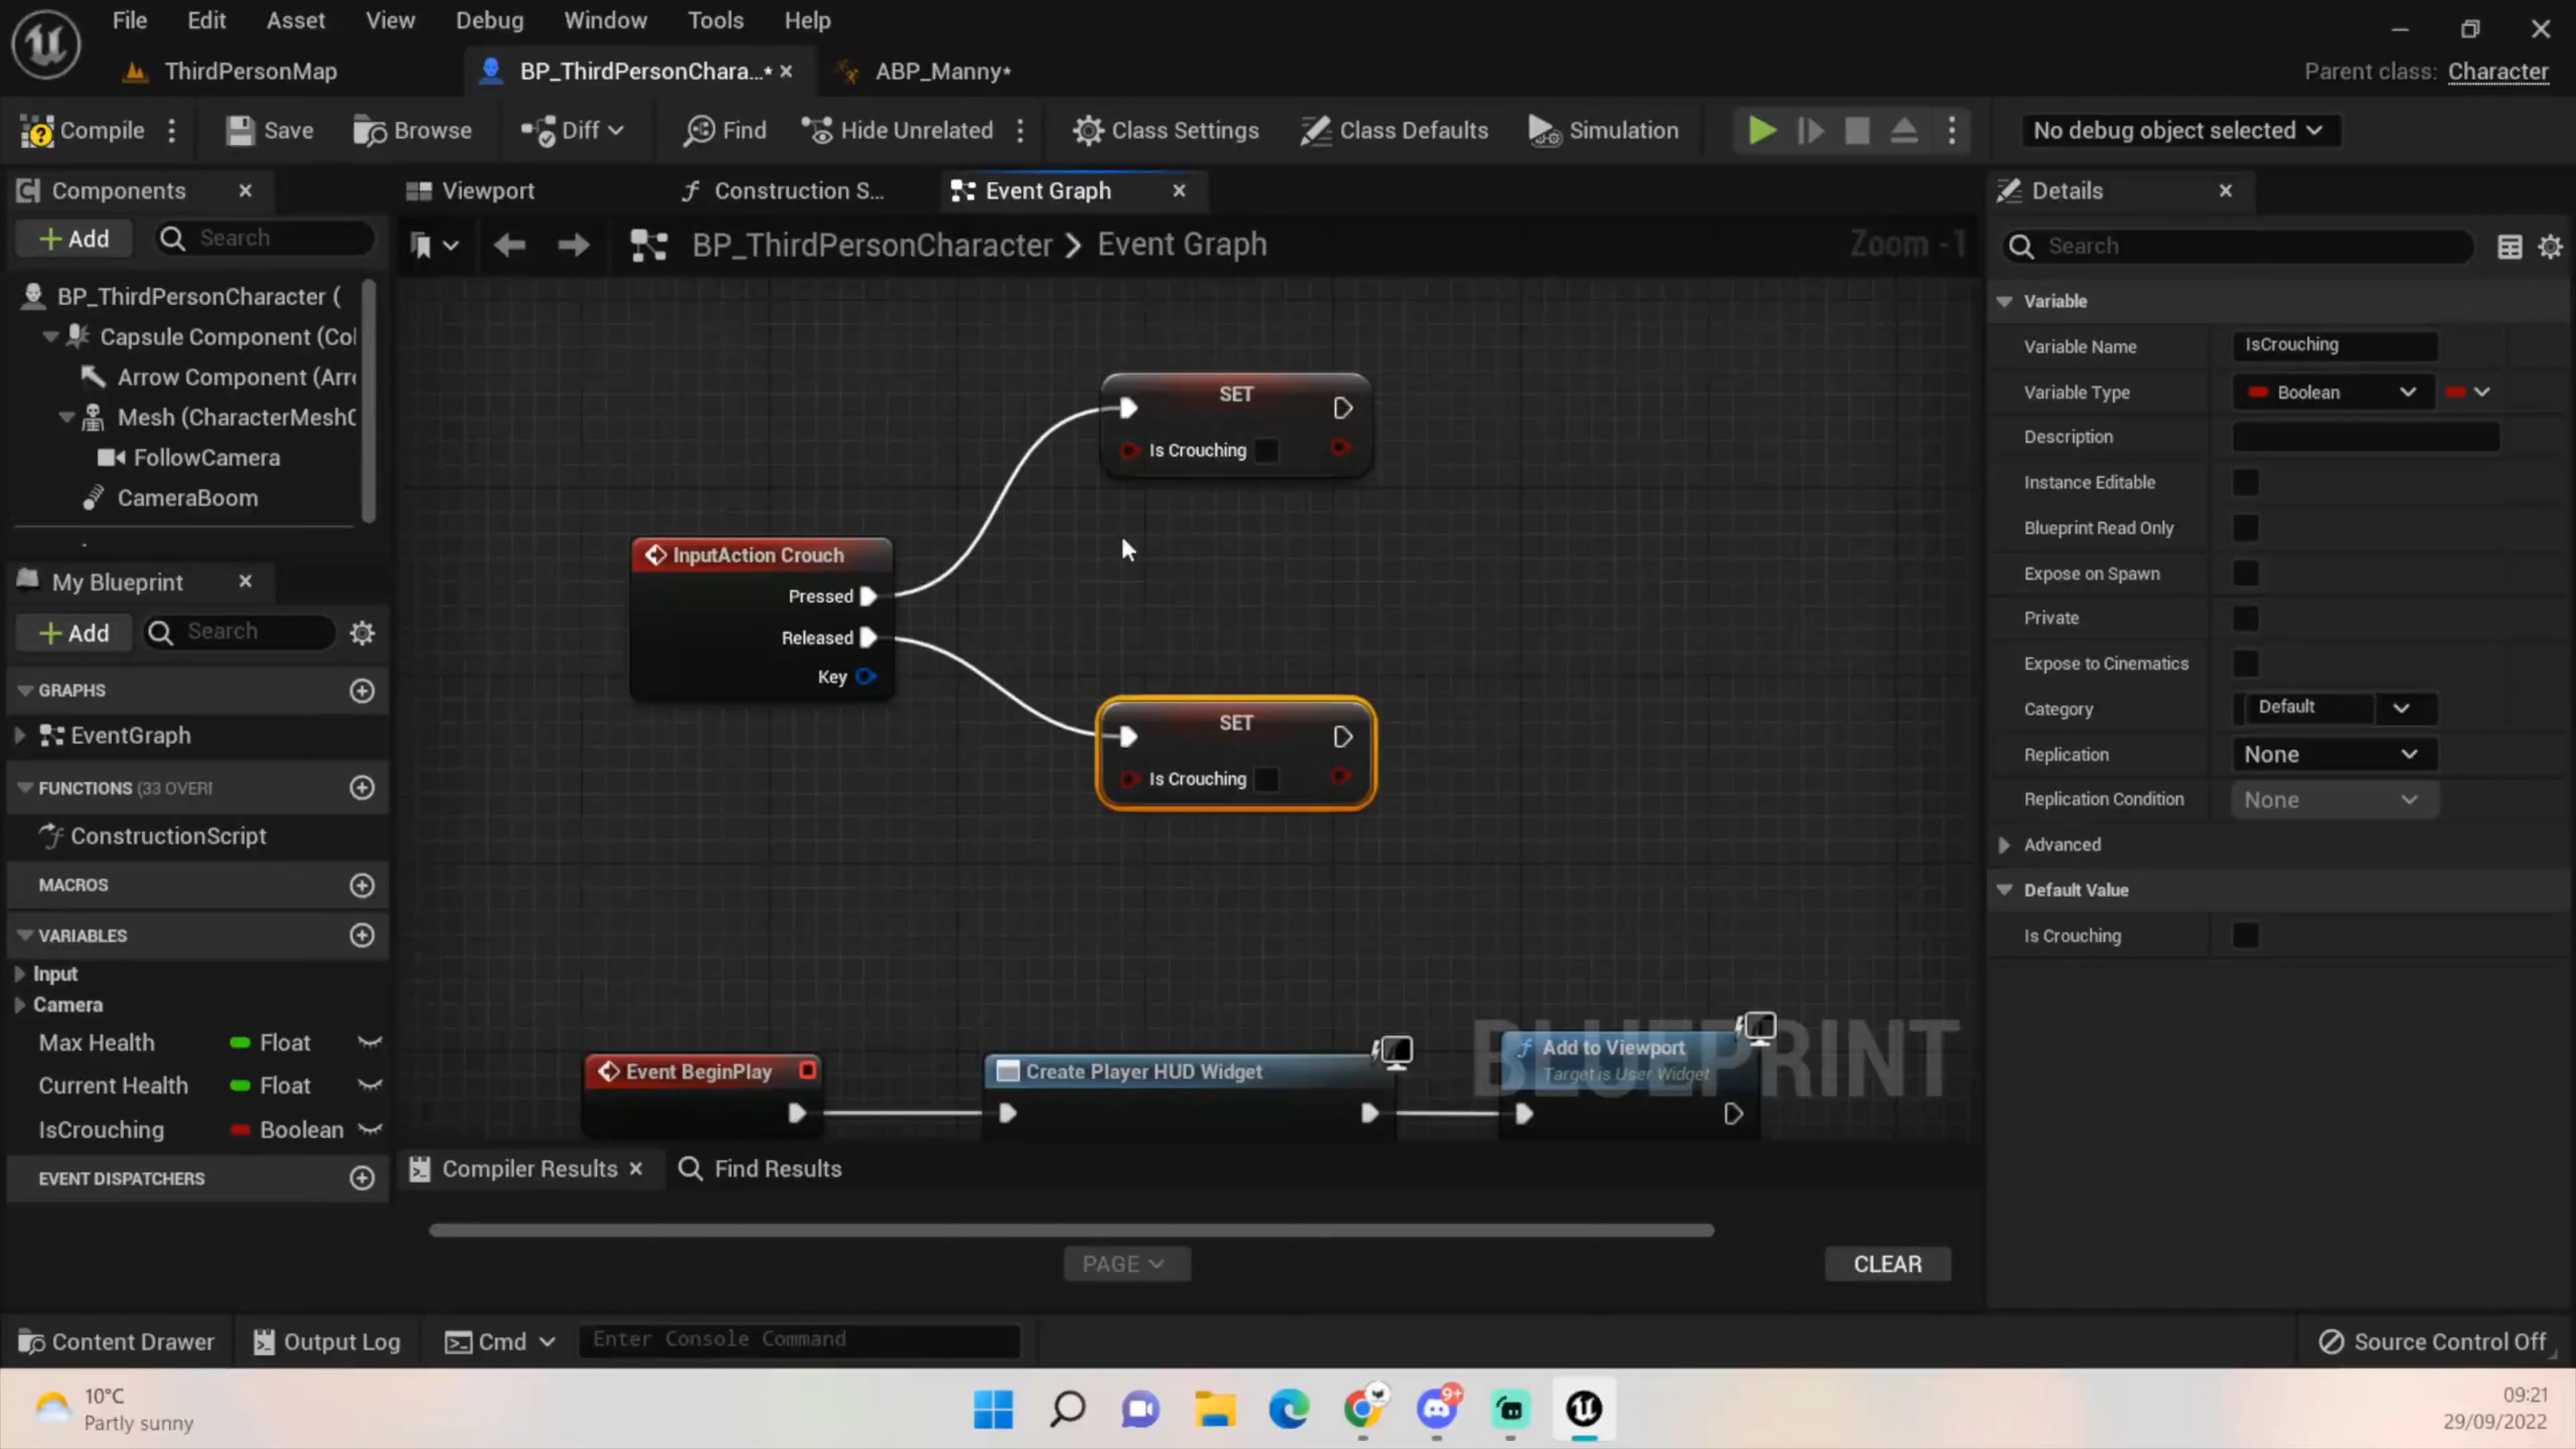 File Edit Asset View Debug Window Tools Help
ThirdPersonMap
BP_ThirdPersonChara...*
ABP_Manny*
Parent class: Character
Compile
Save
Browse
Diff
Find
Hide Unrelated
Class Settings
Class Defaults
Simulation
No debug object selected
Components
Viewport
Construction S...
Event Graph
Details
Add
Search
BP_ThirdPersonCharacter > Event Graph
Zoom -1
Search
BP_ThirdPersonCharacter (
Capsule Component (Col
Arrow Component (Arr
Mesh (CharacterMesh
FollowCamera
CameraBoom
My Blueprint
Add
Search
GRAPHS
EventGraph
FUNCTIONS (33 OVERI
ConstructionScript
MACROS
VARIABLES
Input
Camera
Max Health Float
Current Health Float
IsCrouching Boolean
EVENT DISPATCHERS
SET
Is Crouching
InputAction Crouch
Pressed
Released
Key
SET
Is Crouching
Event BeginPlay
Create Player HUD Widget
Add to Viewport
Target is User Widget
BLUEPRINT
Variable
Variable Name IsCrouching
Variable Type Boolean
Description
Instance Editable
Blueprint Read Only
Expose on Spawn
Private
Expose to Cinematics
Category Default
Replication None
Replication Condition None
Advanced
Default Value
Is Crouching
Compiler Results
Find Results
PAGE
CLEAR
Content Drawer
Output Log
Cmd
Enter Console Command
Source Control Off
10°C
Partly sunny
9+
09:21
29/09/2022